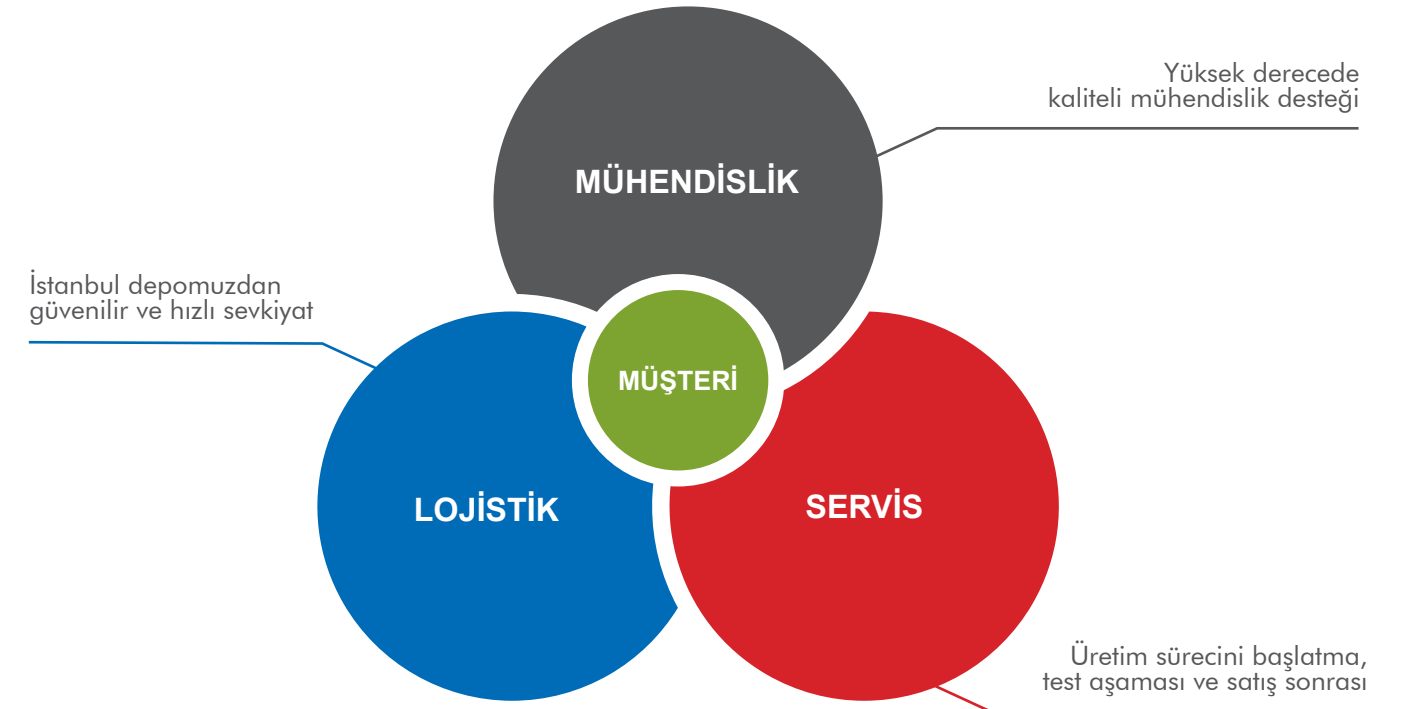 Yüksek derecede
kaliteli mühendislik desteği
MÜHENDİSLİK
İstanbul depomuzdan
güvenilir ve hızlı sevkiyat
MÜŞTERİ
LOJİSTİK
SERVİS
Üretim sürecini başlatma,
test aşaması ve satış sonrası